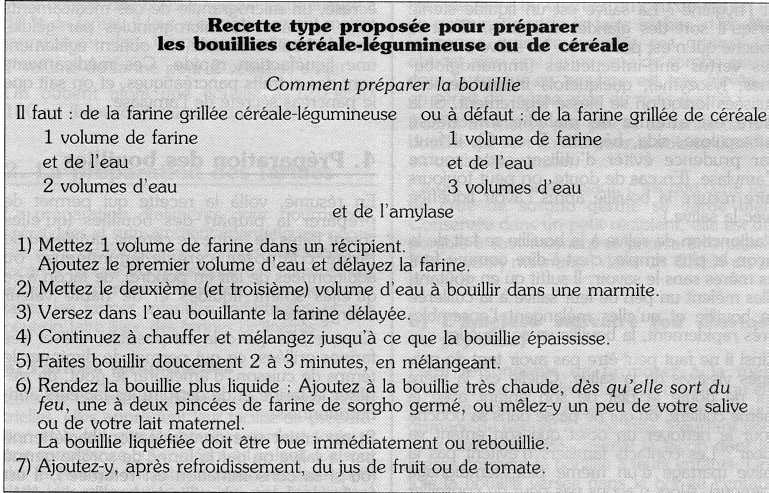 Recette type proposée pour préparer
les bouillies céréale-légumineuse ou de céréale
Comment préparer la bouillie
Il faut : de la farine grillée céréale-légumineuse ou à défaut : de la farine grillée de céréale
1 volume de farine 1 volume de farine
et de l'eau et de l'eau
2 volumes d'eau 3 volumes d'eau
et de l'amylase
1) Mettez 1 volume de farine dans un récipient.
Ajoutez le premier volume d'eau et délayez la farine.
2) Mettez le deuxième (et troisième) volume d'eau à bouillir dans une marmite.
3) Versez dans l'eau bouillante la farine délayée.
4) Continuez à chauffer et mélangez jusqu'à ce que la bouillie épaississe.
5) Faites bouillir doucement 2 à 3 minutes, en mélangeant.
6) Rendez la bouillie plus liquide : Ajoutez à la bouillie très chaude, dès qu'elle sort du
feu, une à deux pincées de farine de sorgho germé, ou mêlez-y un peu de votre salive
ou de votre lait maternel.
La bouillie liquéfiée doit être bue immédiatement ou rebouillie.
7) Ajoutez-y, après refroidissement, du jus de fruit ou de tomate.